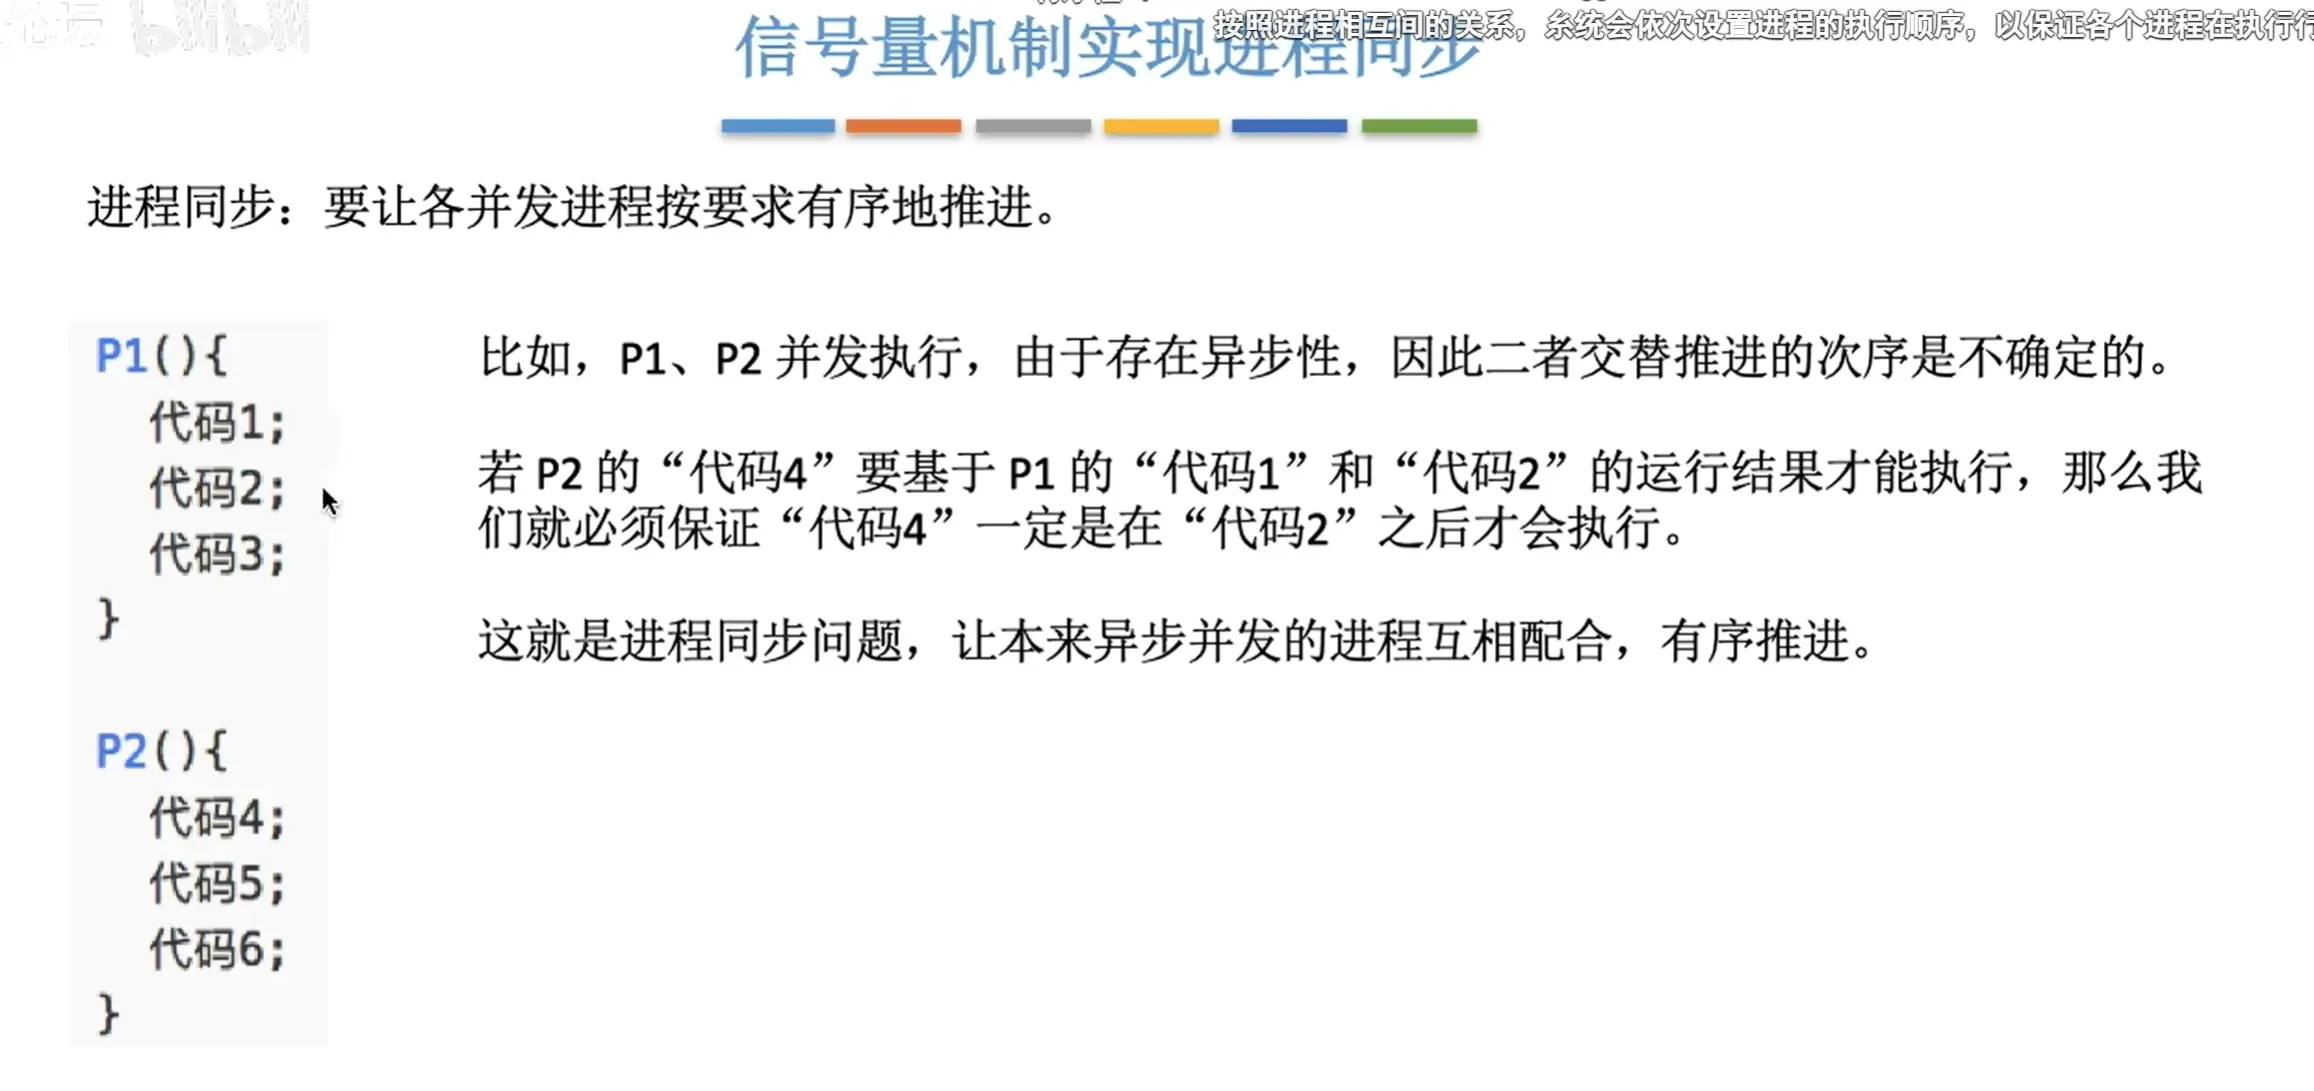 论坛 bilibili
按照进程相互间的关系，系统会依次设置进程的执行顺序，以保证各个进程在执行行
信号量机制实现进程同步
进程同步：要让各并发进程按要求有序地推进。
P1(){
代码1;
代码2;
代码3;
}
P2(){
代码4;
代码5;
代码6;
}
比如，P1、P2 并发执行，由于存在异步性，因此二者交替推进的次序是不确定的。
若 P2 的“代码4”要基于 P1 的“代码1”和“代码2”的运行结果才能执行，那么我
们就必须保证“代码4”一定是在“代码2”之后才会执行。
这就是进程同步问题，让本来异步并发的进程互相配合，有序推进。